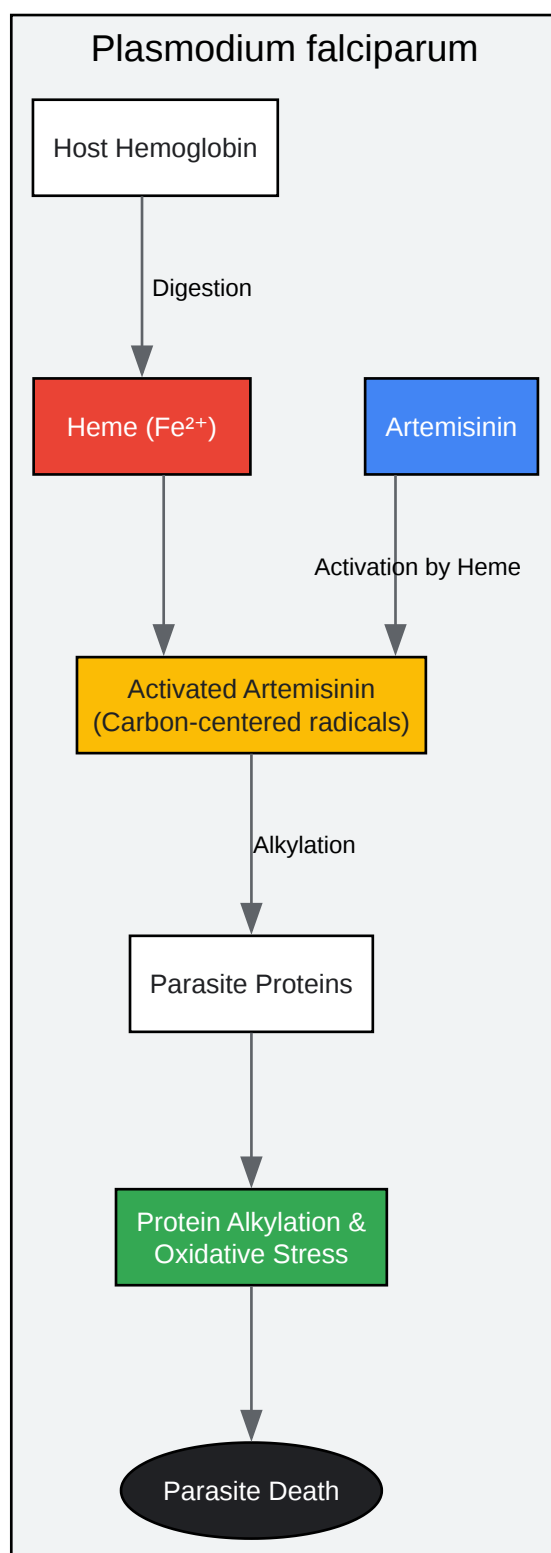 Plasmodium falciparum
Host Hemoglobin
Digestion
Heme (Fe²⁺)
Artemisinin
Activation by Heme
Activated Artemisinin
(Carbon-centered radicals)
Alkylation
Parasite Proteins
Protein Alkylation &
Oxidative Stress
Parasite Death